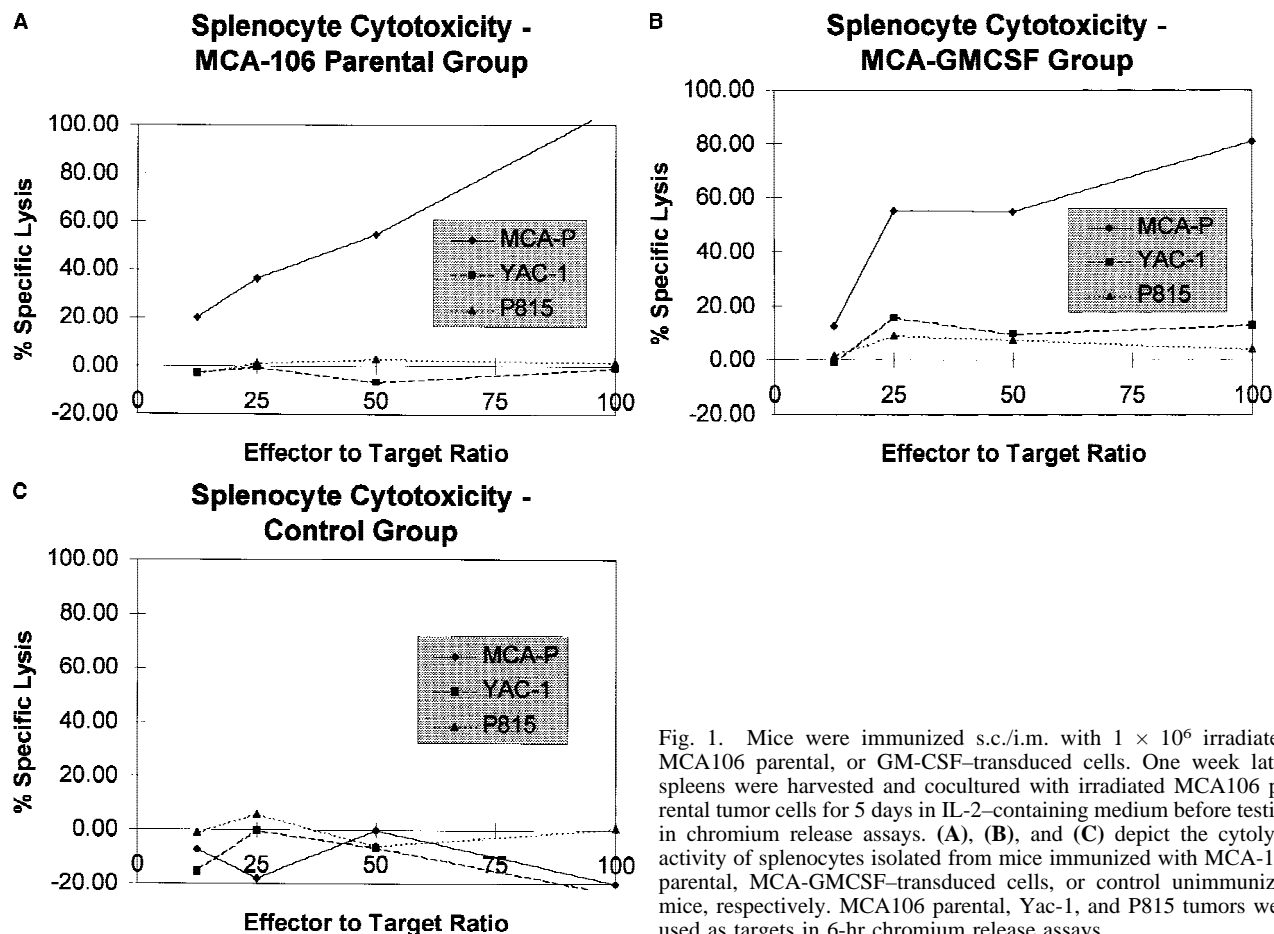 A
Splenocyte Cytotoxicity -
MCA-106 Parental Group
% Specific Lysis
100.00
80.00
60.00
40.00
20.00
0.00
-20.00
0
25
50
75
100
MCA-P
YAC-1
P815
Effector to Target Ratio
B
Splenocyte Cytotoxicity -
MCA-GMCSF Group
% Specific Lysis
100.00
80.00
60.00
40.00
20.00
0.00
-20.00
0
25
50
75
100
MCA-P
YAC-1
P815
Effector to Target Ratio
C
Splenocyte Cytotoxicity -
Control Group
% Specific Lysis
100.00
80.00
60.00
40.00
20.00
0.00
-20.00
0
25
50
75
100
MCA-P
YAC-1
P815
Effector to Target Ratio
Fig. 1. Mice were immunized s.c./i.m. with 1 × 10⁶ irradiate
MCA106 parental, or GM-CSF–transduced cells. One week lat
spleens were harvested and cocultured with irradiated MCA106 p
rental tumor cells for 5 days in IL-2–containing medium before testi
in chromium release assays. (A), (B), and (C) depict the cytoly
activity of splenocytes isolated from mice immunized with MCA-1
parental, MCA-GMCSF–transduced cells, or control unimmuniz
mice, respectively. MCA106 parental, Yac-1, and P815 tumors we
used as targets in 6-hr chromium release assays.